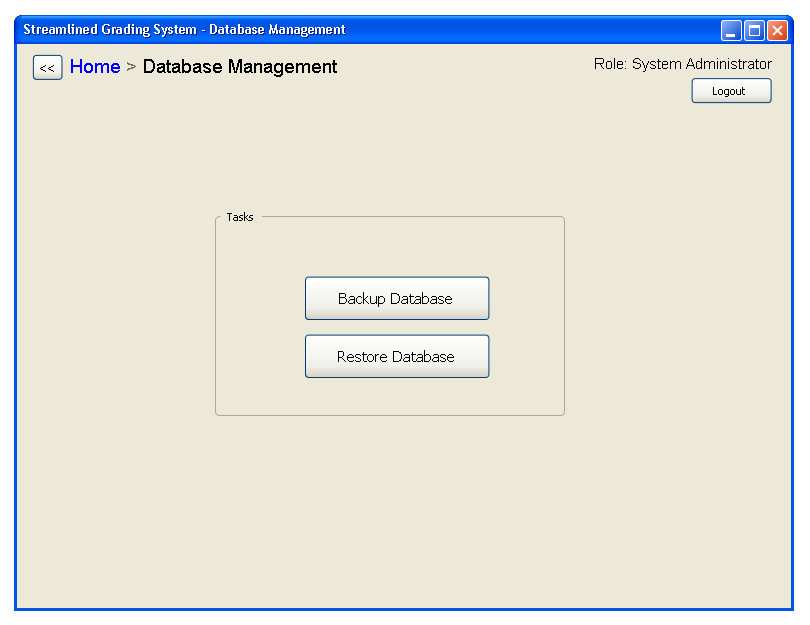 Streamlined Grading System - Database Management
<< Home > Database Management
Role: System Administrator
Logout
Tasks
Backup Database
Restore Database